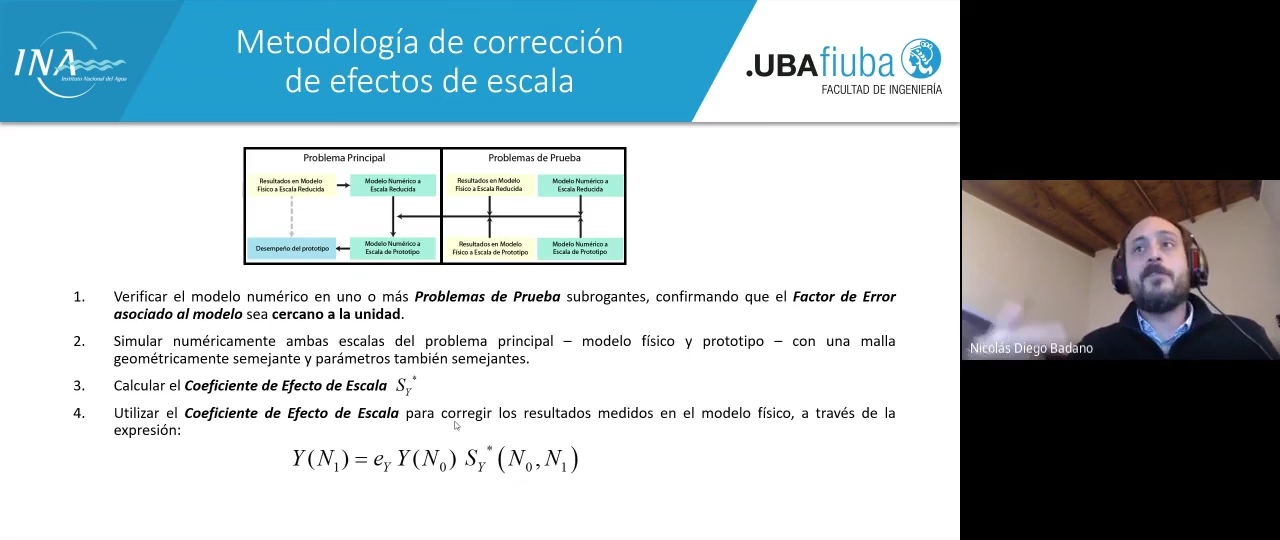 INA
Instituto Nacional del Agua
Metodología de corrección
de efectos de escala
.UBAfiuba
FACULTAD DE INGENIERÍA
Problema Principal
Problemas de Prueba
Resultados en Modelo
Físico a Escala Reducida
Modelo Numérico a
Escala Reducida
Resultados en Modelo
Físico a Escala Reducida
Modelo Numérico a
Escala Reducida
Desempeño del prototipo
Modelo Numérico a
Escala de Prototipo
Resultados en Modelo
Físico a Escala de Prototipo
Modelo Numérico a
Escala de Prototipo
1. Verificar el modelo numérico en uno o más Problemas de Prueba subrogantes, confirmando que el Factor de Error
asociado al modelo sea cercano a la unidad.
2. Simular numéricamente ambas escalas del problema principal – modelo físico y prototipo – con una malla
geométricamente semejante y parámetros también semejantes.
3. Calcular el Coeficiente de Efecto de Escala S_Y^*
4. Utilizar el Coeficiente de Efecto de Escala para corregir los resultados medidos en el modelo físico, a través de la
expresión:
Y(N₁) = e_Y Y(N₀) S_Y^* (N₀, N₁)
Nicolás Diego Badano